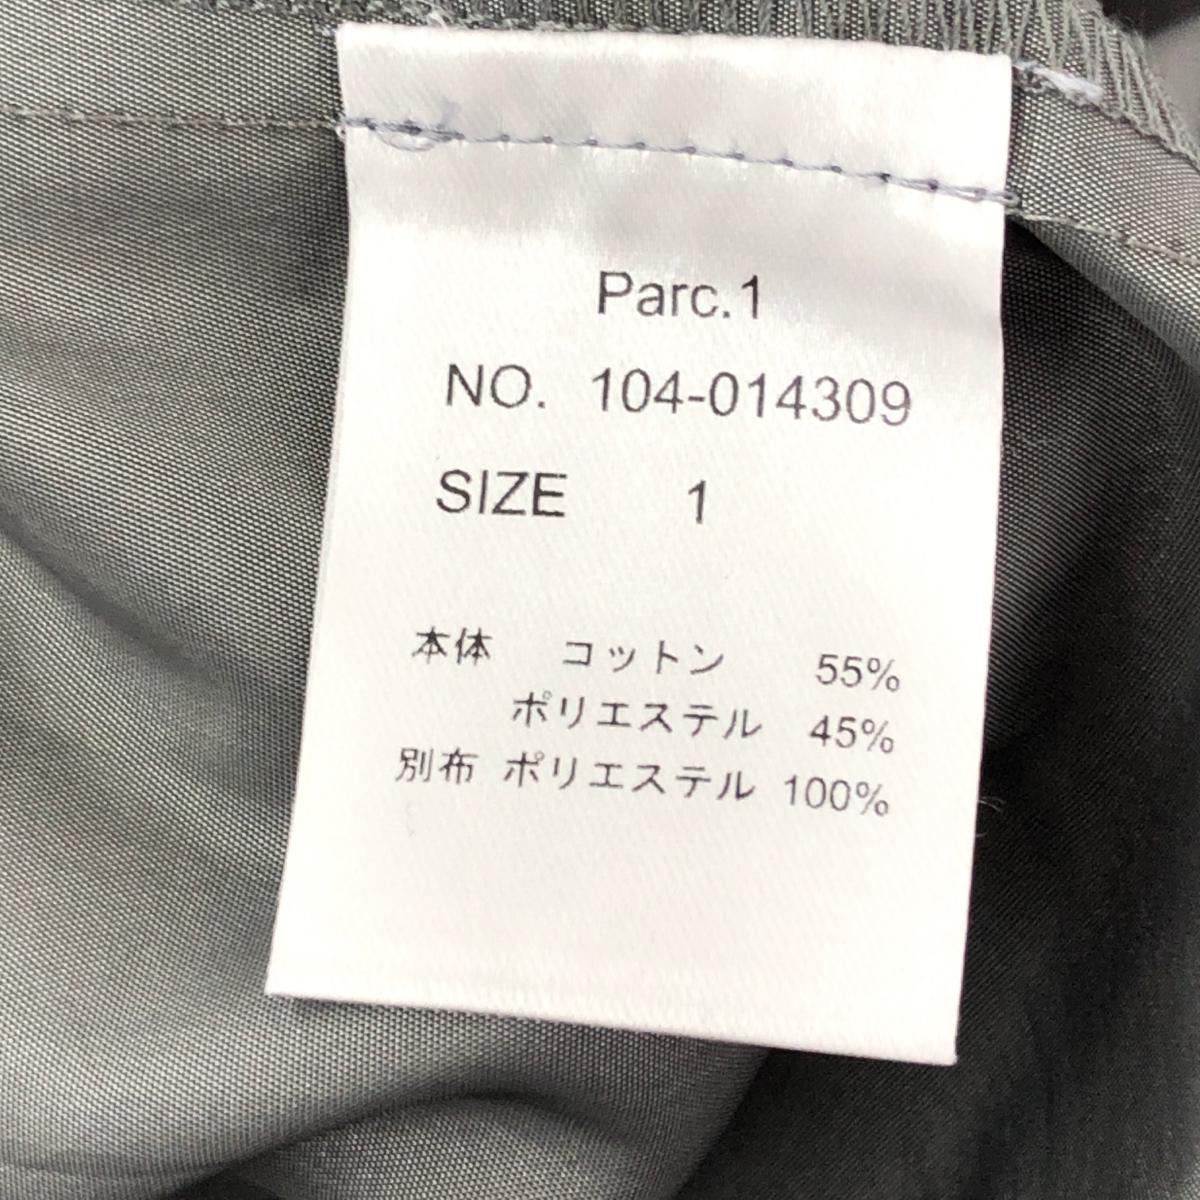 Parc.1
NO. 104-014309
SIZE 1
本体 コットン 55%
ポリエステル 45%
別布 ポリエステル 100%